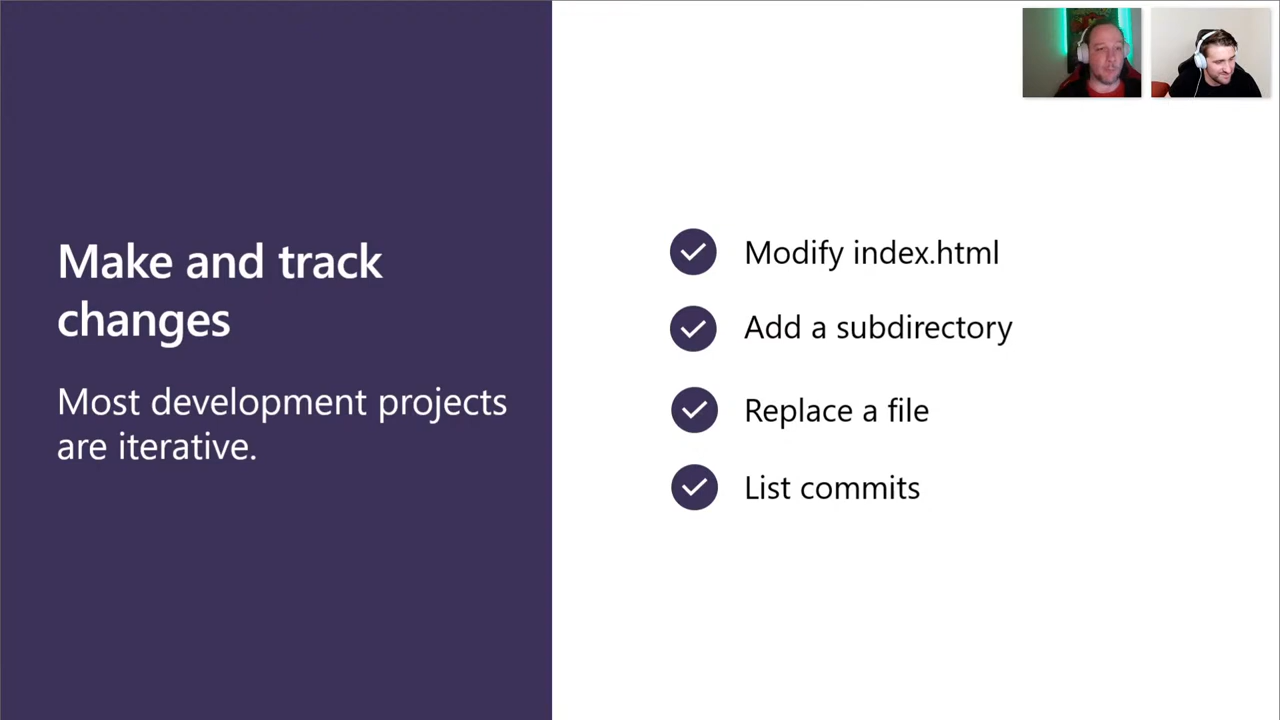 Make and track
changes
Most development projects
are iterative.
Modify index.html
Add a subdirectory
Replace a file
List commits